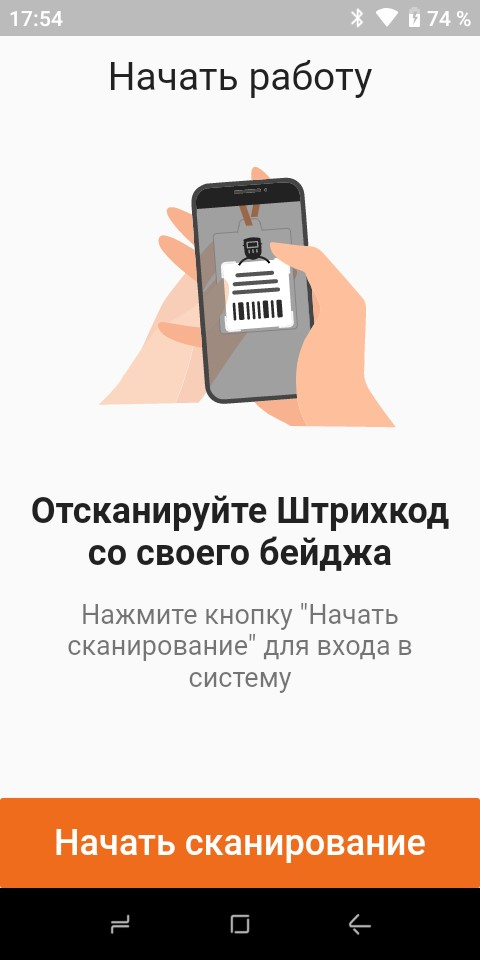 17:54
74 %
Начать работу
Отсканируйте Штрихкод
со своего бейджа
Нажмите кнопку "Начать
сканирование" для входа в
систему
Начать сканирование